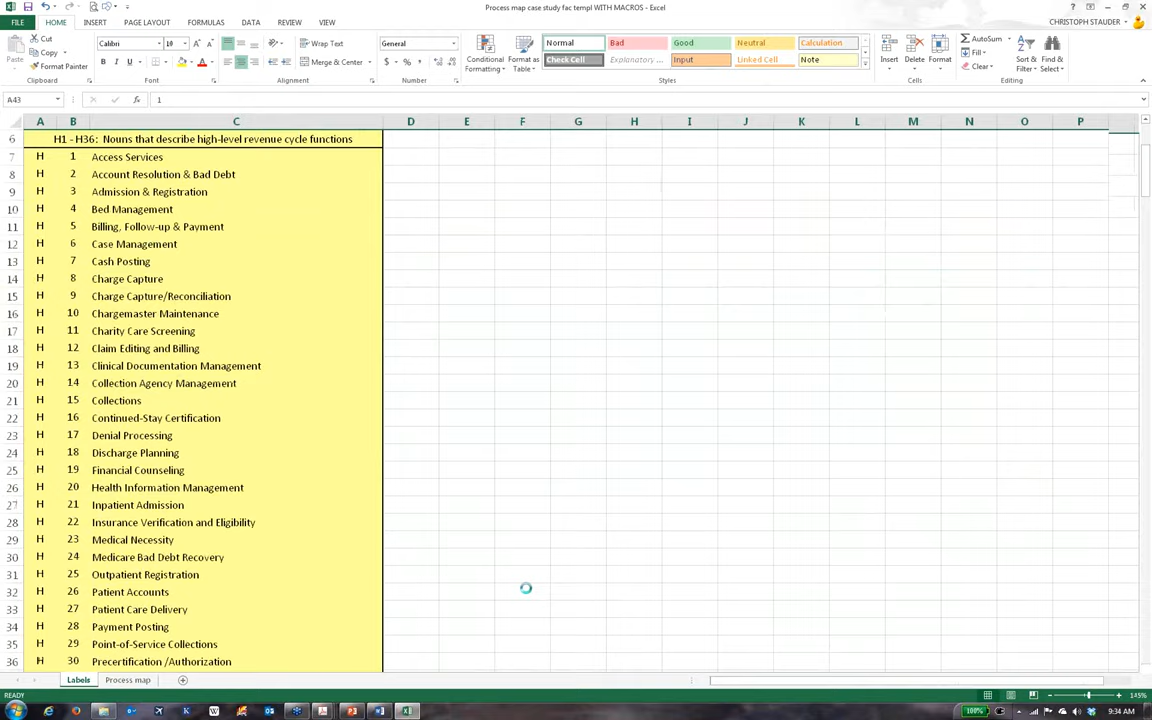 Process map case study fac templ WITH MACROS - Excel
FILE HOME INSERT PAGE LAYOUT FORMULAS DATA REVIEW VIEW CHRISTOPH STAUDER
Cut
Copy
Format Painter
Paste
Clipboard
Calibri 10
B I U
Font
Wrap Text
Merge & Center
Alignment
General
$ % ,
Number
Conditional Formatting
Format as Table
Normal Bad Good Neutral Calculation
Check Cell Explanatory ... Input Linked Cell Note
Styles
Insert Delete Format
Cells
AutoSum
Fill
Clear
Sort & Filter
Find & Select
Editing
A43 fx 1
A B C D E F G H I J K L M N O P
6 H1 - H36: Nouns that describe high-level revenue cycle functions
7 H 1 Access Services
8 H 2 Account Resolution & Bad Debt
9 H 3 Admission & Registration
10 H 4 Bed Management
11 H 5 Billing, Follow-up & Payment
12 H 6 Case Management
13 H 7 Cash Posting
14 H 8 Charge Capture
15 H 9 Charge Capture/Reconciliation
16 H 10 Chargemaster Maintenance
17 H 11 Charity Care Screening
18 H 12 Claim Editing and Billing
19 H 13 Clinical Documentation Management
20 H 14 Collection Agency Management
21 H 15 Collections
22 H 16 Continued-Stay Certification
23 H 17 Denial Processing
24 H 18 Discharge Planning
25 H 19 Financial Counseling
26 H 20 Health Information Management
27 H 21 Inpatient Admission
28 H 22 Insurance Verification and Eligibility
29 H 23 Medical Necessity
30 H 24 Medicare Bad Debt Recovery
31 H 25 Outpatient Registration
32 H 26 Patient Accounts
33 H 27 Patient Care Delivery
34 H 28 Payment Posting
35 H 29 Point-of-Service Collections
36 H 30 Precertification /Authorization
Labels Process map
READY 145%
100% 9:34 AM